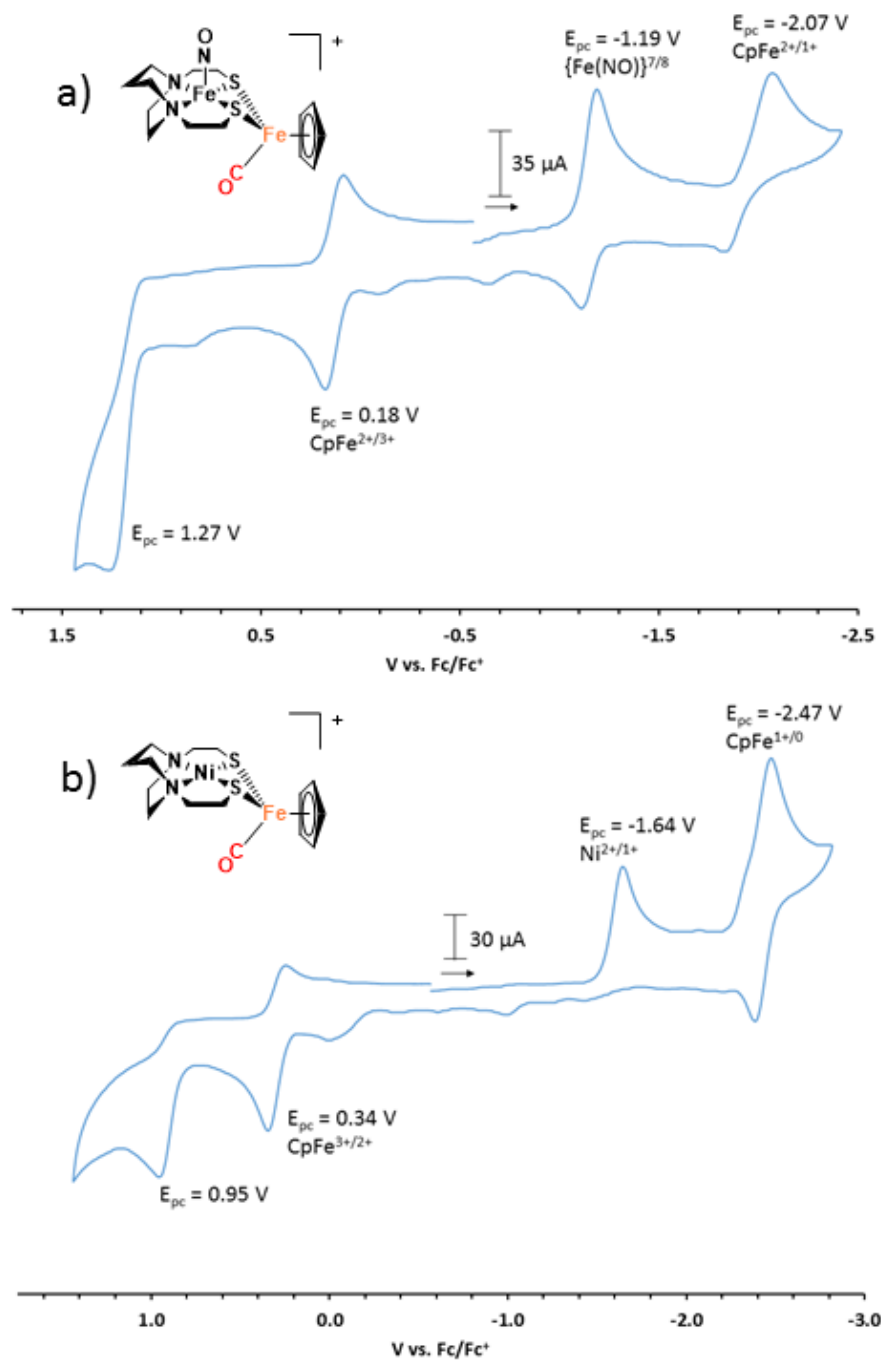 a)
O
N
N
S
Fe
N
S
Fe
C
O
+
E_pc = -1.19 V
{Fe(NO)}^7/8
E_pc = -2.07 V
CpFe^2+/1+
35 µA
E_pc = 0.18 V
CpFe^2+/3+
E_pc = 1.27 V
1.5 0.5 -0.5 -1.5 -2.5
V vs. Fc/Fc⁺
b)
N
S
Ni
N
S
Fe
C
O
+
E_pc = -2.47 V
CpFe^1+/0
E_pc = -1.64 V
Ni^2+/1+
30 µA
E_pc = 0.34 V
CpFe^3+/2+
E_pc = 0.95 V
1.0 0.0 -1.0 -2.0 -3.0
V vs. Fc/Fc⁺